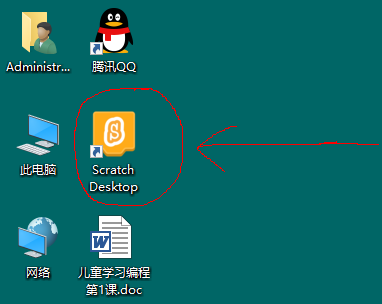 Administr...
腾讯QQ
此电脑
Scratch
Desktop
网络
儿童学习编程
第1课.doc